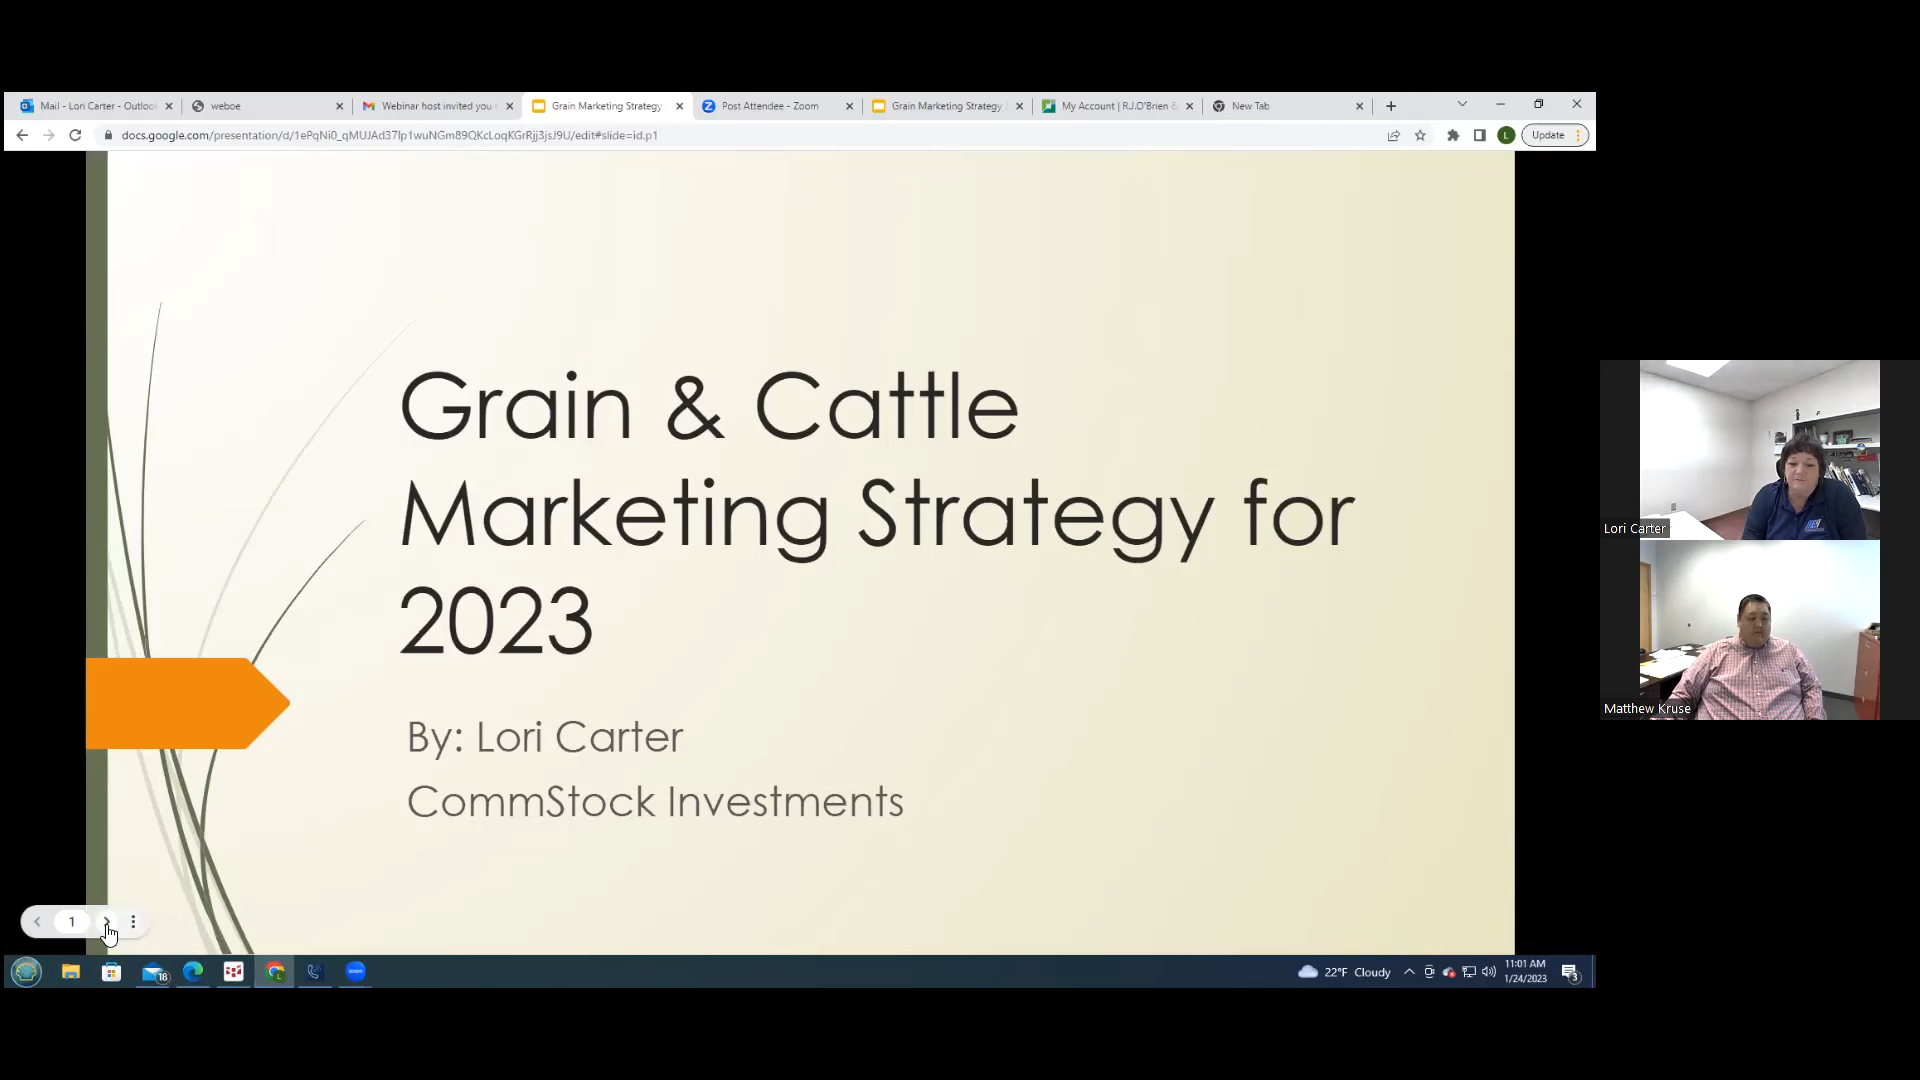 Mail - Lori Carter - Outlook
weboe
Webinar host invited you t
Grain Marketing Strategy
Post Attendee - Zoom
Grain Marketing Strategy
My Account | R.J.O'Brien &
New Tab
docs.google.com/presentation/d/1ePqNi0_qMUJAd37Ip1wuNGm89QKcLoqKGrRjj3jsJ9U/edit#slide=id.p1
L
Update
Grain & Cattle
Marketing Strategy for
2023
By: Lori Carter
CommStock Investments
Lori Carter
Matthew Kruse
1
18
zoom
22°F Cloudy
11:01 AM
1/24/2023
3